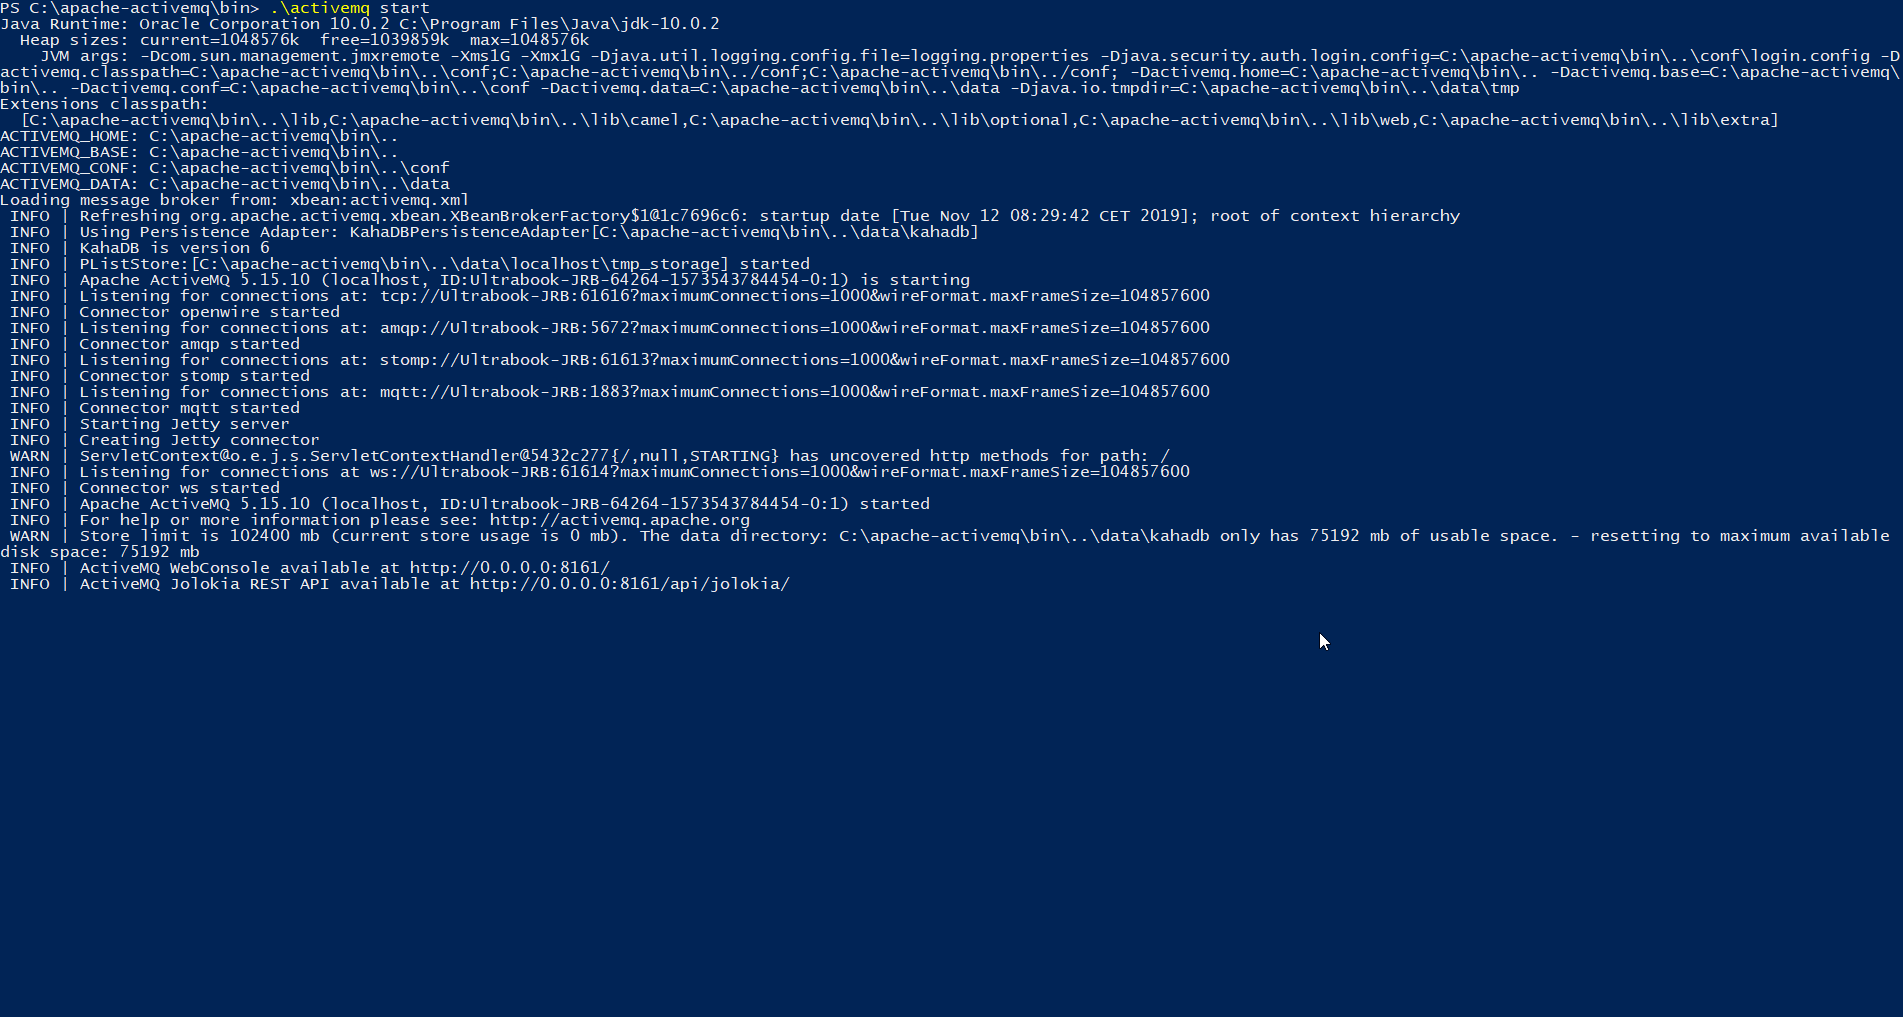 PS C:\apache-activemq\bin> .\activemq start
Java Runtime: Oracle Corporation 10.0.2 C:\Program Files\Java\jdk-10.0.2
  Heap sizes: current=1048576k  free=1039859k  max=1048576k
    JVM args: -Dcom.sun.management.jmxremote -Xms1G -Xmx1G -Djava.util.logging.config.file=logging.properties -Djava.security.auth.login.config=C:\apache-activemq\bin\..\conf\login.config -D
activemq.classpath=C:\apache-activemq\bin\..\conf;C:\apache-activemq\bin\../conf;C:\apache-activemq\bin\../conf; -Dactivemq.home=C:\apache-activemq\bin\.. -Dactivemq.base=C:\apache-activemq\
bin\.. -Dactivemq.conf=C:\apache-activemq\bin\..\conf -Dactivemq.data=C:\apache-activemq\bin\..\data -Djava.io.tmpdir=C:\apache-activemq\bin\..\data\tmp
Extensions classpath:
  [C:\apache-activemq\bin\..\lib,C:\apache-activemq\bin\..\lib\camel,C:\apache-activemq\bin\..\lib\optional,C:\apache-activemq\bin\..\lib\web,C:\apache-activemq\bin\..\lib\extra]
ACTIVEMQ_HOME: C:\apache-activemq\bin\..
ACTIVEMQ_BASE: C:\apache-activemq\bin\..
ACTIVEMQ_CONF: C:\apache-activemq\bin\..\conf
ACTIVEMQ_DATA: C:\apache-activemq\bin\..\data
Loading message broker from: xbean:activemq.xml
 INFO | Refreshing org.apache.activemq.xbean.XBeanBrokerFactory$1@1c7696c6: startup date [Tue Nov 12 08:29:42 CET 2019]; root of context hierarchy
 INFO | Using Persistence Adapter: KahaDBPersistenceAdapter[C:\apache-activemq\bin\..\data\kahadb]
 INFO | KahaDB is version 6
 INFO | PListStore:[C:\apache-activemq\bin\..\data\localhost\tmp_storage] started
 INFO | Apache ActiveMQ 5.15.10 (localhost, ID:Ultrabook-JRB-64264-1573543784454-0:1) is starting
 INFO | Listening for connections at: tcp://Ultrabook-JRB:61616?maximumConnections=1000&wireFormat.maxFrameSize=104857600
 INFO | Connector openwire started
 INFO | Listening for connections at: amqp://Ultrabook-JRB:5672?maximumConnections=1000&wireFormat.maxFrameSize=104857600
 INFO | Connector amqp started
 INFO | Listening for connections at: stomp://Ultrabook-JRB:61613?maximumConnections=1000&wireFormat.maxFrameSize=104857600
 INFO | Connector stomp started
 INFO | Listening for connections at: mqtt://Ultrabook-JRB:1883?maximumConnections=1000&wireFormat.maxFrameSize=104857600
 INFO | Connector mqtt started
 INFO | Starting Jetty server
 INFO | Creating Jetty connector
 WARN | ServletContext@o.e.j.s.ServletContextHandler@5432c277{/,null,STARTING} has uncovered http methods for path: /
 INFO | Listening for connections at ws://Ultrabook-JRB:61614?maximumConnections=1000&wireFormat.maxFrameSize=104857600
 INFO | Connector ws started
 INFO | Apache ActiveMQ 5.15.10 (localhost, ID:Ultrabook-JRB-64264-1573543784454-0:1) started
 INFO | For help or more information please see: http://activemq.apache.org
 WARN | Store limit is 102400 mb (current store usage is 0 mb). The data directory: C:\apache-activemq\bin\..\data\kahadb only has 75192 mb of usable space. - resetting to maximum available
disk space: 75192 mb
 INFO | ActiveMQ WebConsole available at http://0.0.0.0:8161/
 INFO | ActiveMQ Jolokia REST API available at http://0.0.0.0:8161/api/jolokia/